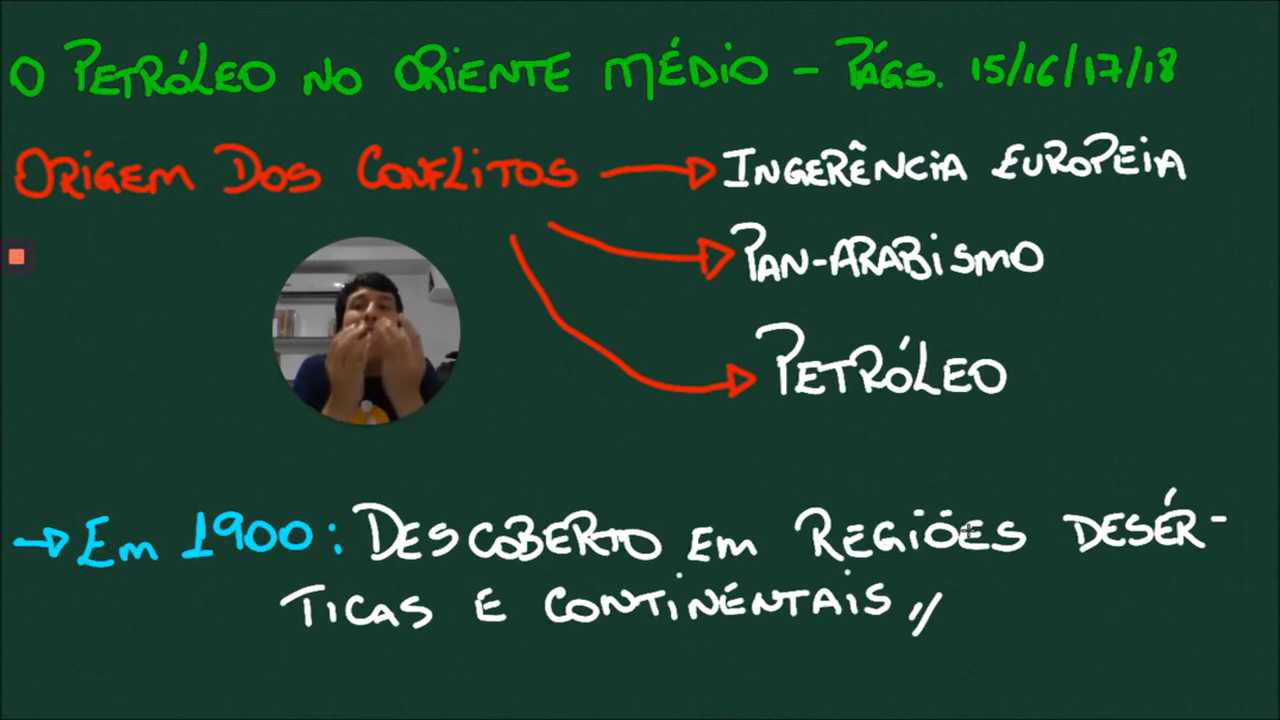 O PETRÓLEO NO ORIENTE MÉDIO - PÁGS. 15/16/17/18
ORIGEM DOS CONFLITOS → INGERÊNCIA EUROPEIA
PAN-ARABISMO
PETRÓLEO
→ Em 1900: DESCOBERTO EM REGIÕES DESÉR-
TICAS E CONTINENTAIS //